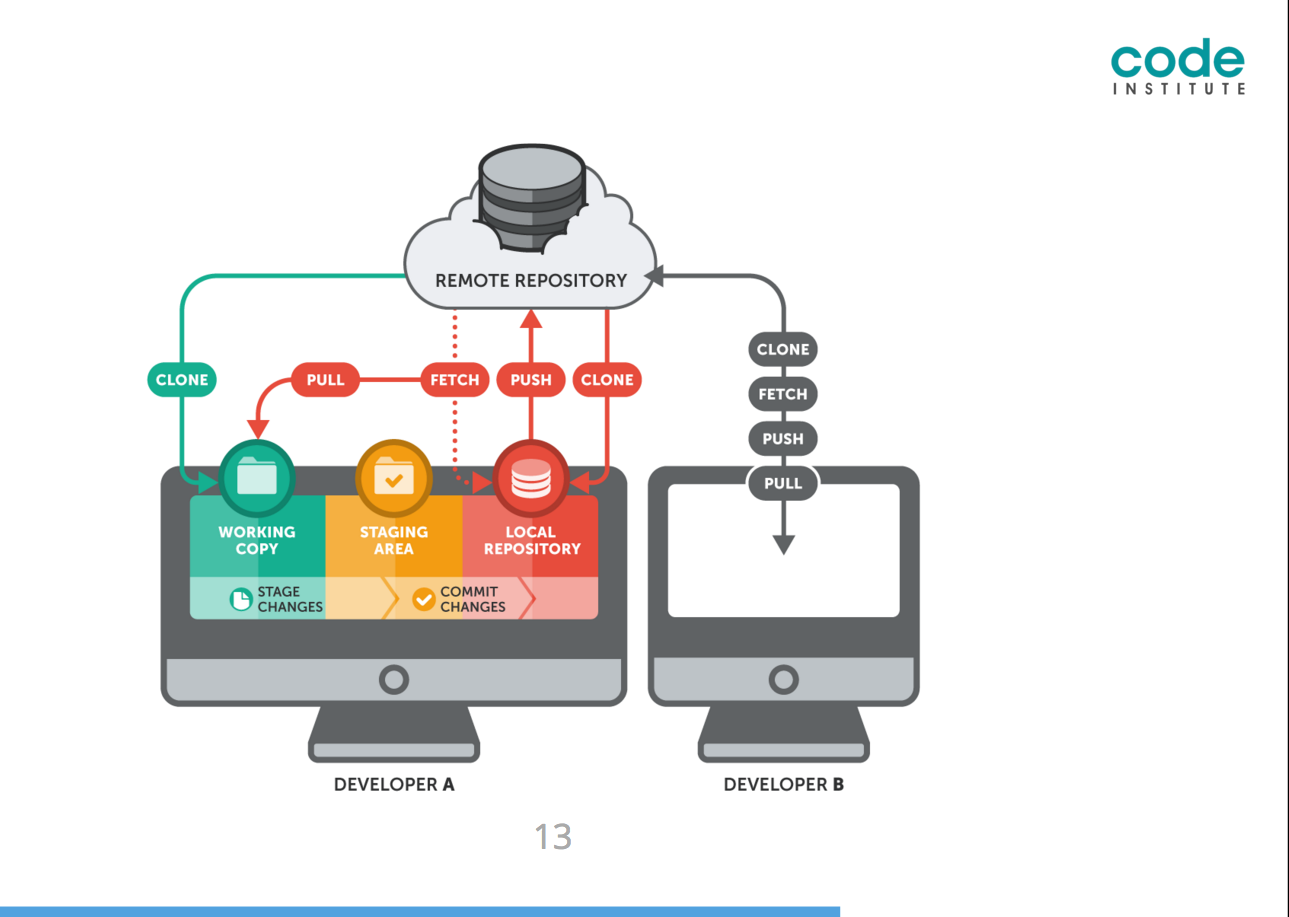 code
INSTITUTE
REMOTE REPOSITORY
CLONE
PULL
FETCH
PUSH
CLONE
CLONE
FETCH
PUSH
PULL
WORKING
COPY
STAGING
AREA
LOCAL
REPOSITORY
STAGE
CHANGES
COMMIT
CHANGES
DEVELOPER A
DEVELOPER B
13